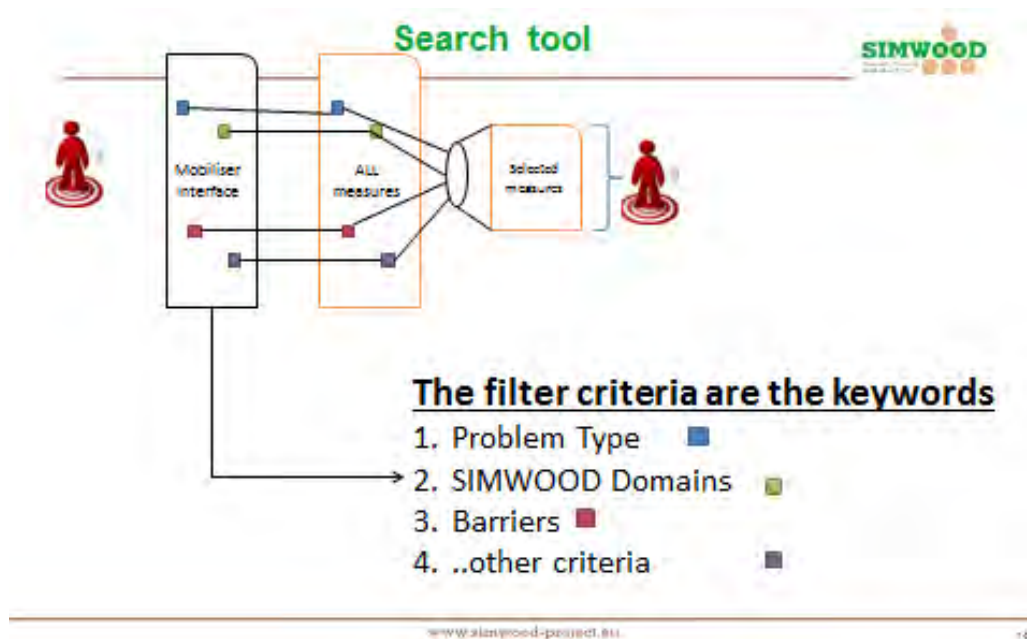 Search tool
SIMWOOD
Mobiliser
Interface
ALL
measures
Selected
measures
The filter criteria are the keywords
1. Problem Type
2. SIMWOOD Domains
3. Barriers
4. ..other criteria
www.simwood-project.eu